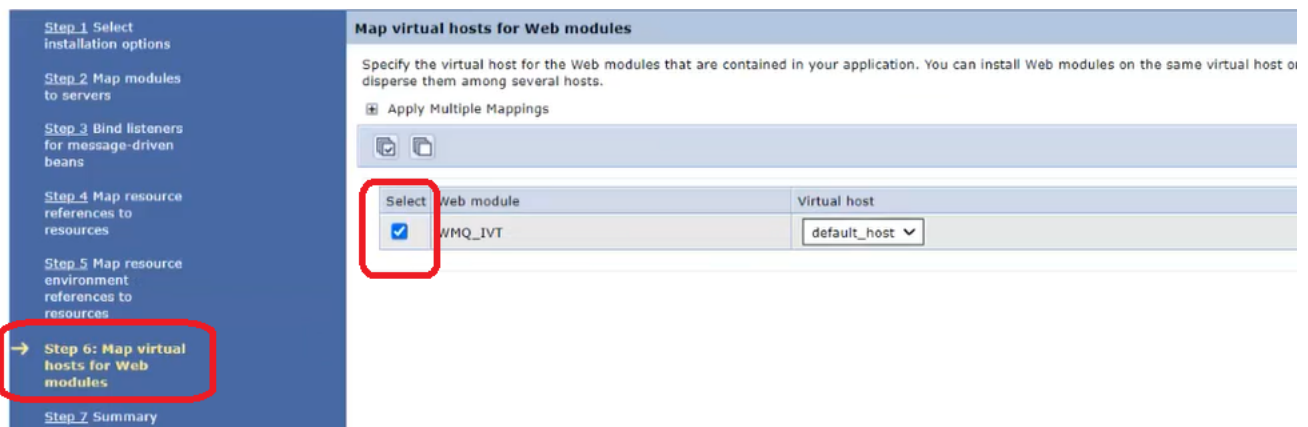 Step 1 Select
installation options
Step 2 Map modules
to servers
Step 3 Bind listeners
for message-driven
beans
Step 4 Map resource
references to
resources
Step 5 Map resource
environment
references to
resources
Step 6: Map virtual
hosts for Web
modules
Step 7 Summary
Map virtual hosts for Web modules
Specify the virtual host for the Web modules that are contained in your application. You can install Web modules on the same virtual host or
disperse them among several hosts.
Apply Multiple Mappings
Select Web module Virtual host
WMQ_IVT default_host